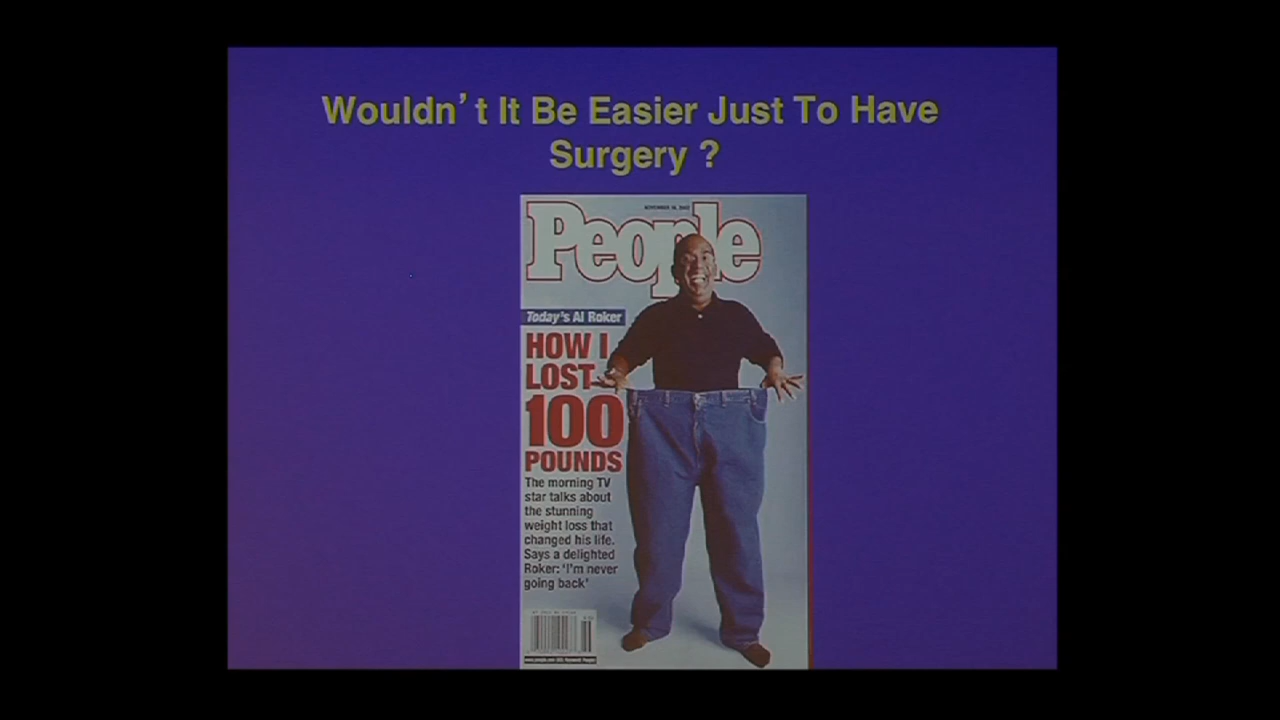 Wouldn't It Be Easier Just To Have
Surgery ?
People
Today's Al Roker
HOW I
LOST
100
POUNDS
The morning TV
star talks about
the stunning
weight loss that
changed his life.
Says a delighted
Roker: 'I'm never
going back'